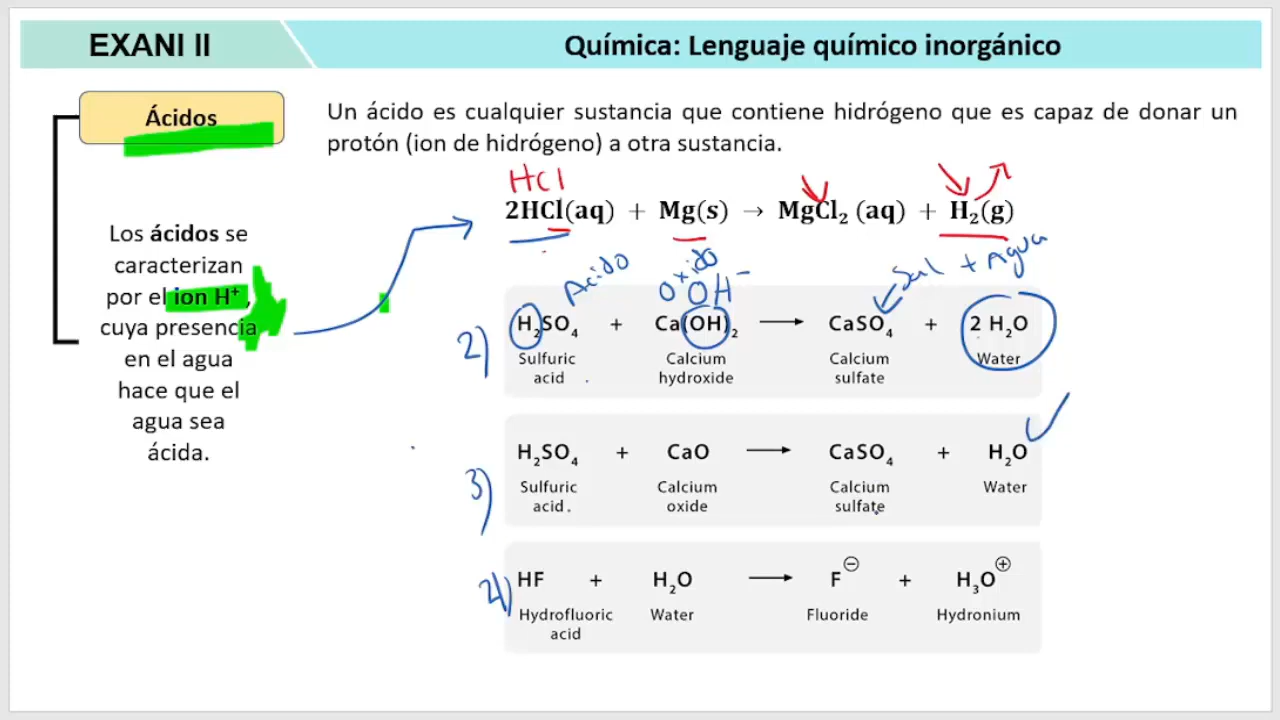 EXANI II
Química: Lenguaje químico inorgánico
Ácidos
Un ácido es cualquier sustancia que contiene hidrógeno que es capaz de donar un
protón (ion de hidrógeno) a otra sustancia.
Los ácidos se
caracterizan
por el ion H⁺,
cuya presencia
en el agua
hace que el
agua sea
ácida.
HCl
2HCl(aq) + Mg(s) → MgCl₂ (aq) + H₂(g)
Acido Oxido Sal + Agua
OH⁻
2) H₂SO₄ + Ca(OH)₂ → CaSO₄ + 2 H₂O
Sulfuric Calcium Calcium Water
acid hydroxide sulfate
3) H₂SO₄ + CaO → CaSO₄ + H₂O
Sulfuric Calcium Calcium Water
acid oxide sulfate
4) HF + H₂O → F⊖ + H₃O⊕
Hydrofluoric Water Fluoride Hydronium
acid